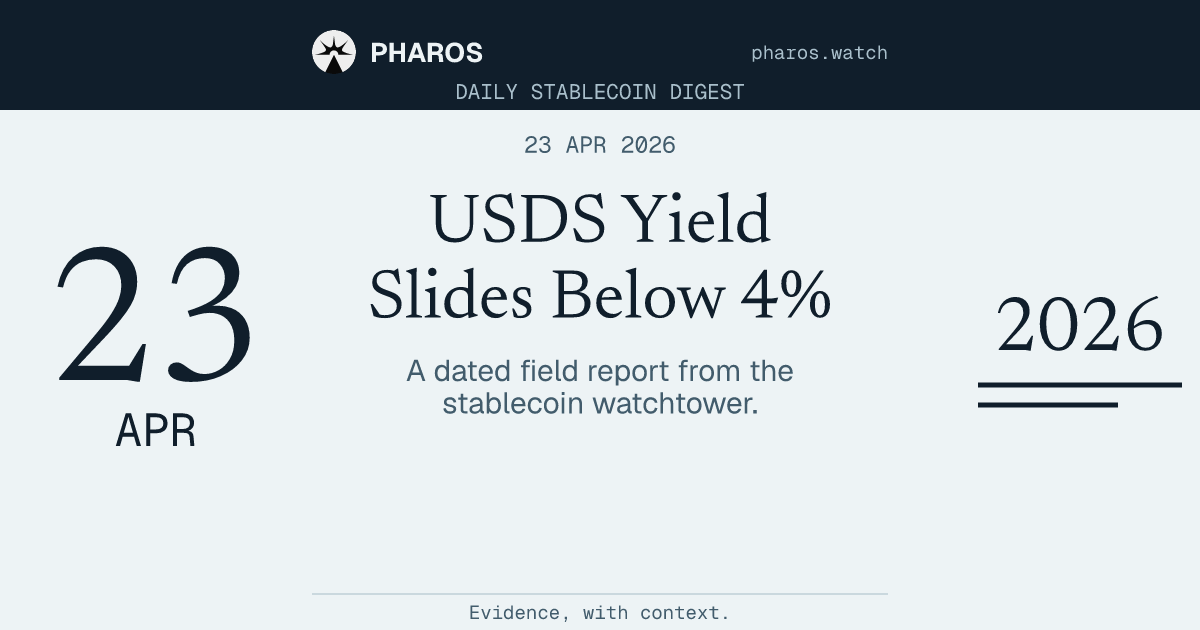 PHAROS
pharos.watch
DAILY STABLECOIN DIGEST
23 APR 2026
USDS Yield
Slides Below 4%
A dated field report from the
stablecoin watchtower.
23
APR
2026
Evidence, with context.